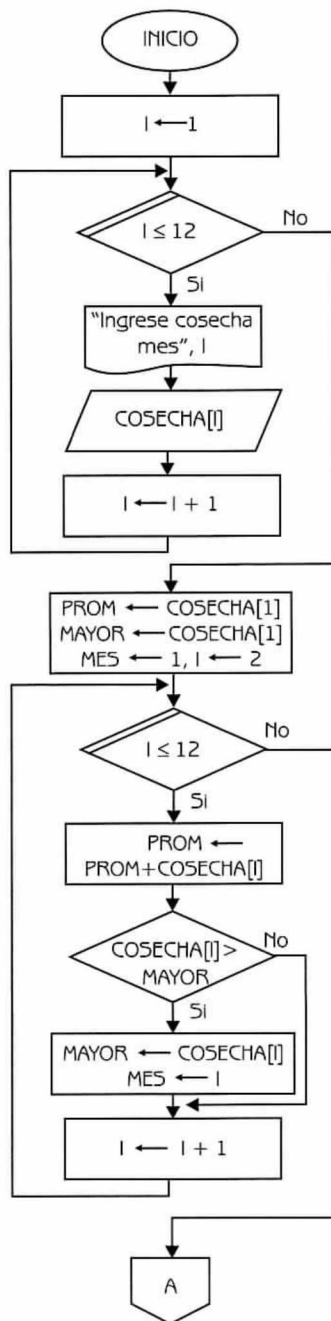 INICIO
I ← 1
I ≤ 12
No
Si
"Ingrese cosecha
mes", I
COSECHA[I]
I ← I + 1
PROM ← COSECHA[1]
MAYOR ← COSECHA[1]
MES ← 1, I ← 2
I ≤ 12
No
Si
PROM ←
PROM+COSECHA[I]
COSECHA[I] >
MAYOR
No
Si
MAYOR ← COSECHA[I]
MES ← I
I ← I + 1
A